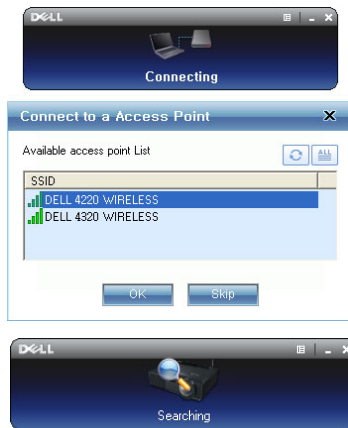 DELL
Connecting
Connect to a Access Point
Available access point List
ALL
SSID
DELL 4220 WIRELESS
DELL 4320 WIRELESS
OK
Skip
DELL
Searching